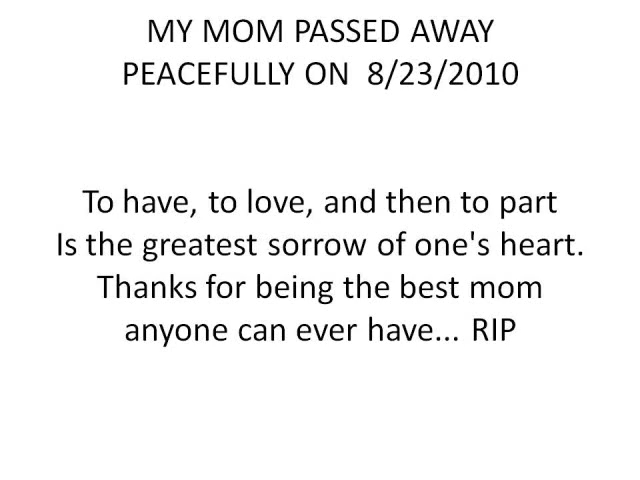 MY MOM PASSED AWAY
PEACEFULLY ON  8/23/2010
To have, to love, and then to part
Is the greatest sorrow of one's heart.
Thanks for being the best mom
anyone can ever have... RIP